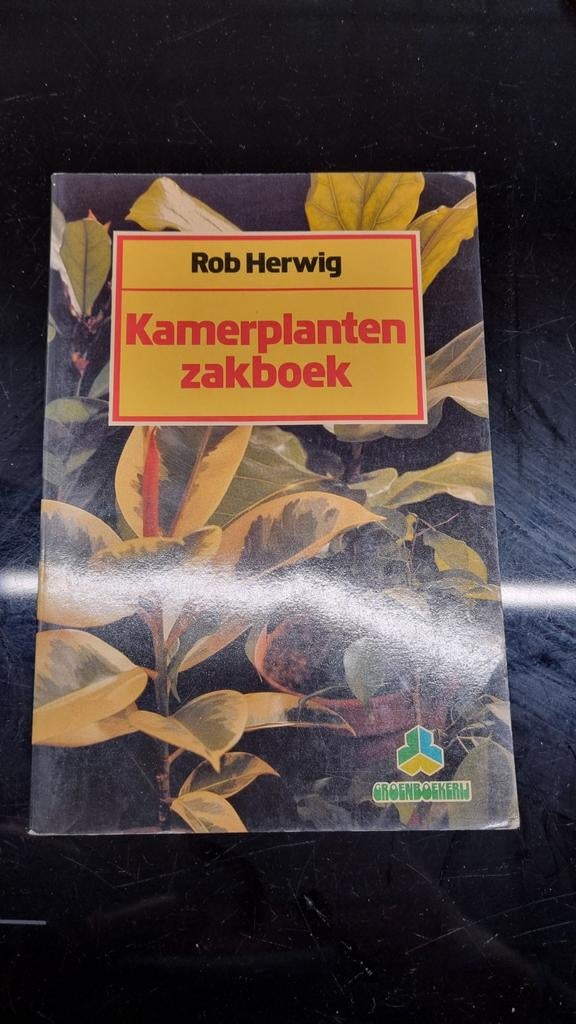 Rob Herwig
Kamerplanten
zakboek
GROENBOEKERIJ